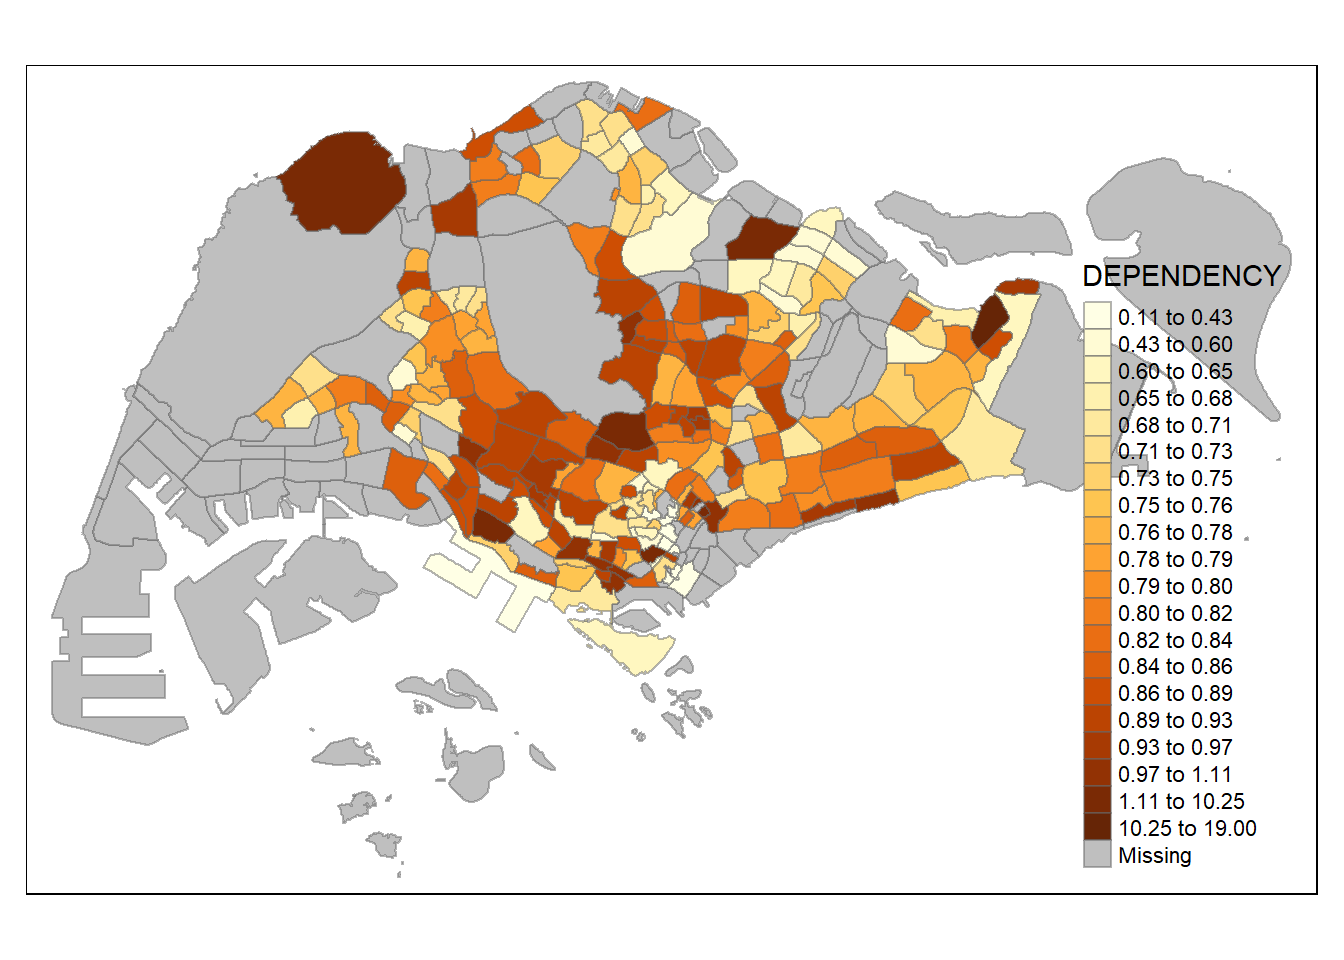 DEPENDENCY
0.11 to 0.43
0.43 to 0.60
0.60 to 0.65
0.65 to 0.68
0.68 to 0.71
0.71 to 0.73
0.73 to 0.75
0.75 to 0.76
0.76 to 0.78
0.78 to 0.79
0.79 to 0.80
0.80 to 0.82
0.82 to 0.84
0.84 to 0.86
0.86 to 0.89
0.89 to 0.93
0.93 to 0.97
0.97 to 1.11
1.11 to 10.25
10.25 to 19.00
Missing